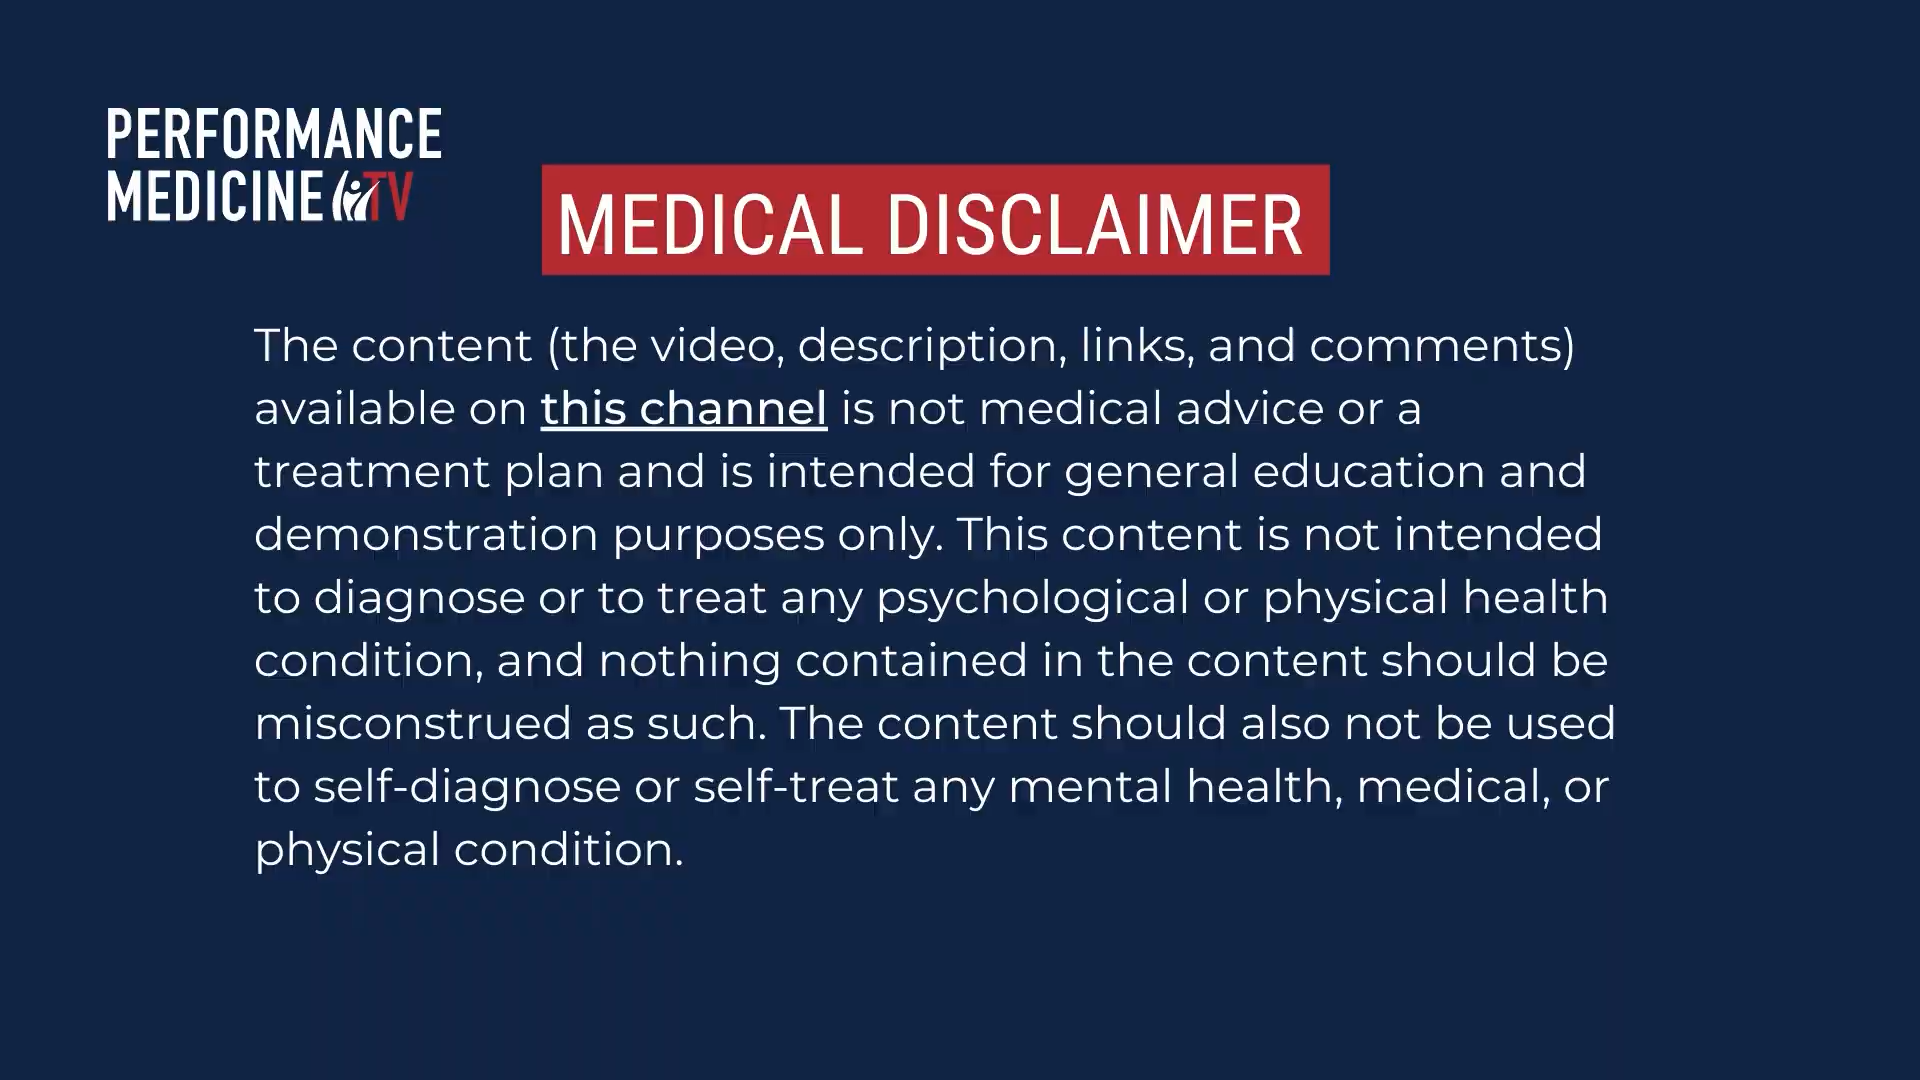 PERFORMANCE
MEDICINE TV
MEDICAL DISCLAIMER
The content (the video, description, links, and comments)
available on this channel is not medical advice or a
treatment plan and is intended for general education and
demonstration purposes only. This content is not intended
to diagnose or to treat any psychological or physical health
condition, and nothing contained in the content should be
misconstrued as such. The content should also not be used
to self-diagnose or self-treat any mental health, medical, or
physical condition.